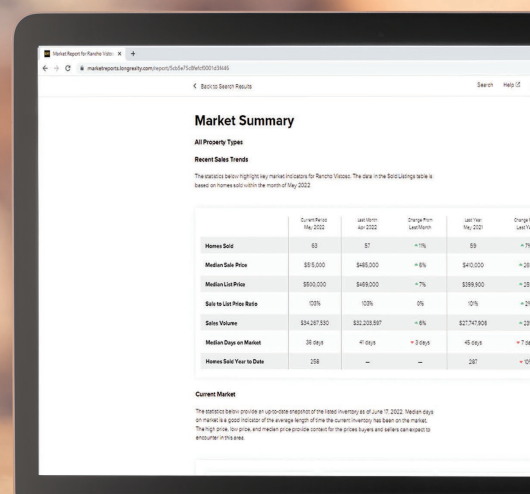 Market Report for Rancho Vistos
marketreports.longrealty.com/report/
Back to Search Results Search Help
Market Summary
All Property Types
Recent Sales Trends
The statistics below highlight key market indicators for Rancho Vistoso. The data in the Sold Listings table is
based on homes sold within the month of May 2022.
Current Period Last Month Change From Last Year Change
May 2022 Apr 2022 Last Month May 2021 Last
Homes Sold 63 1% 59
Median Sale Price $515,000 $485,000 6% $410,000
Median List Price $500,000 $469,000 7% $399,900
Sale to List Price Ratio 103% 103% 0% 101%
Sales Volume $32,203,597 6% $27,747,908
Median Days on Market 38 days 41 days 3 days 45 days
Homes Sold Year to Date 258 — — 287
Current Market
The statistics below provide an up-to-date snapshot of the listed inventory as of June 17, 2022. Median days
on market is a good indicator of the average length of time the current inventory has been on the market.
The high price, low price, and median price provide context for the prices buyers and sellers can expect to
encounter in this area.